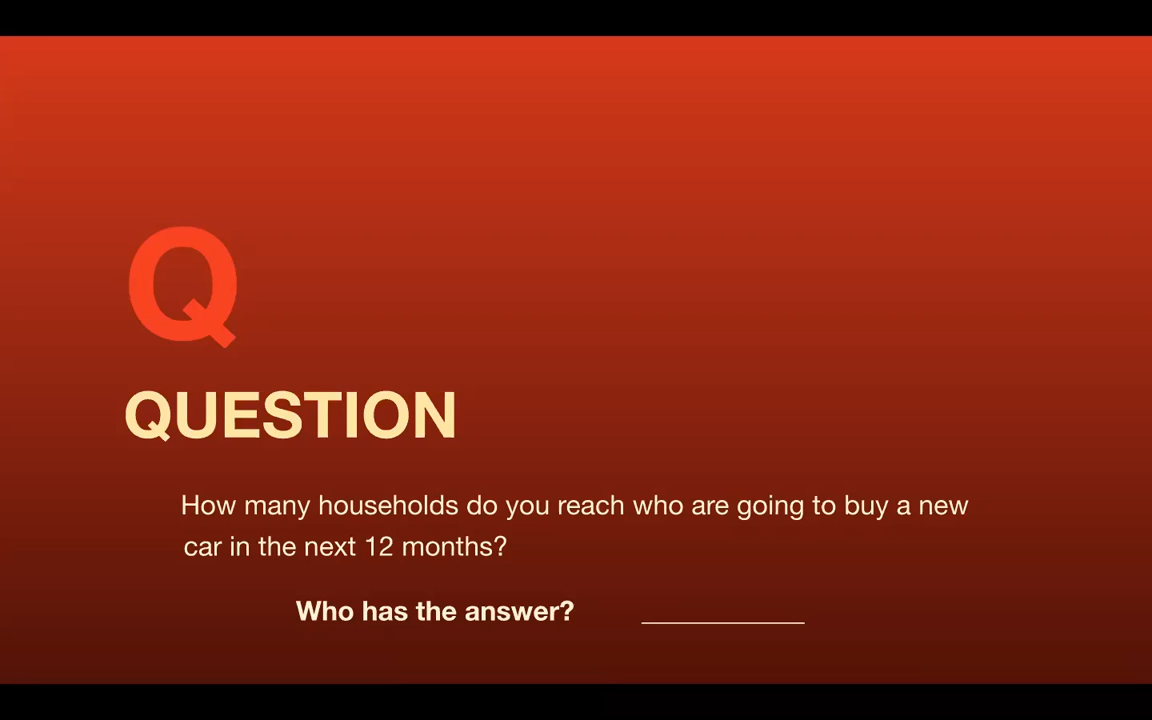 Q
QUESTION
How many households do you reach who are going to buy a new
car in the next 12 months?
Who has the answer? ____________